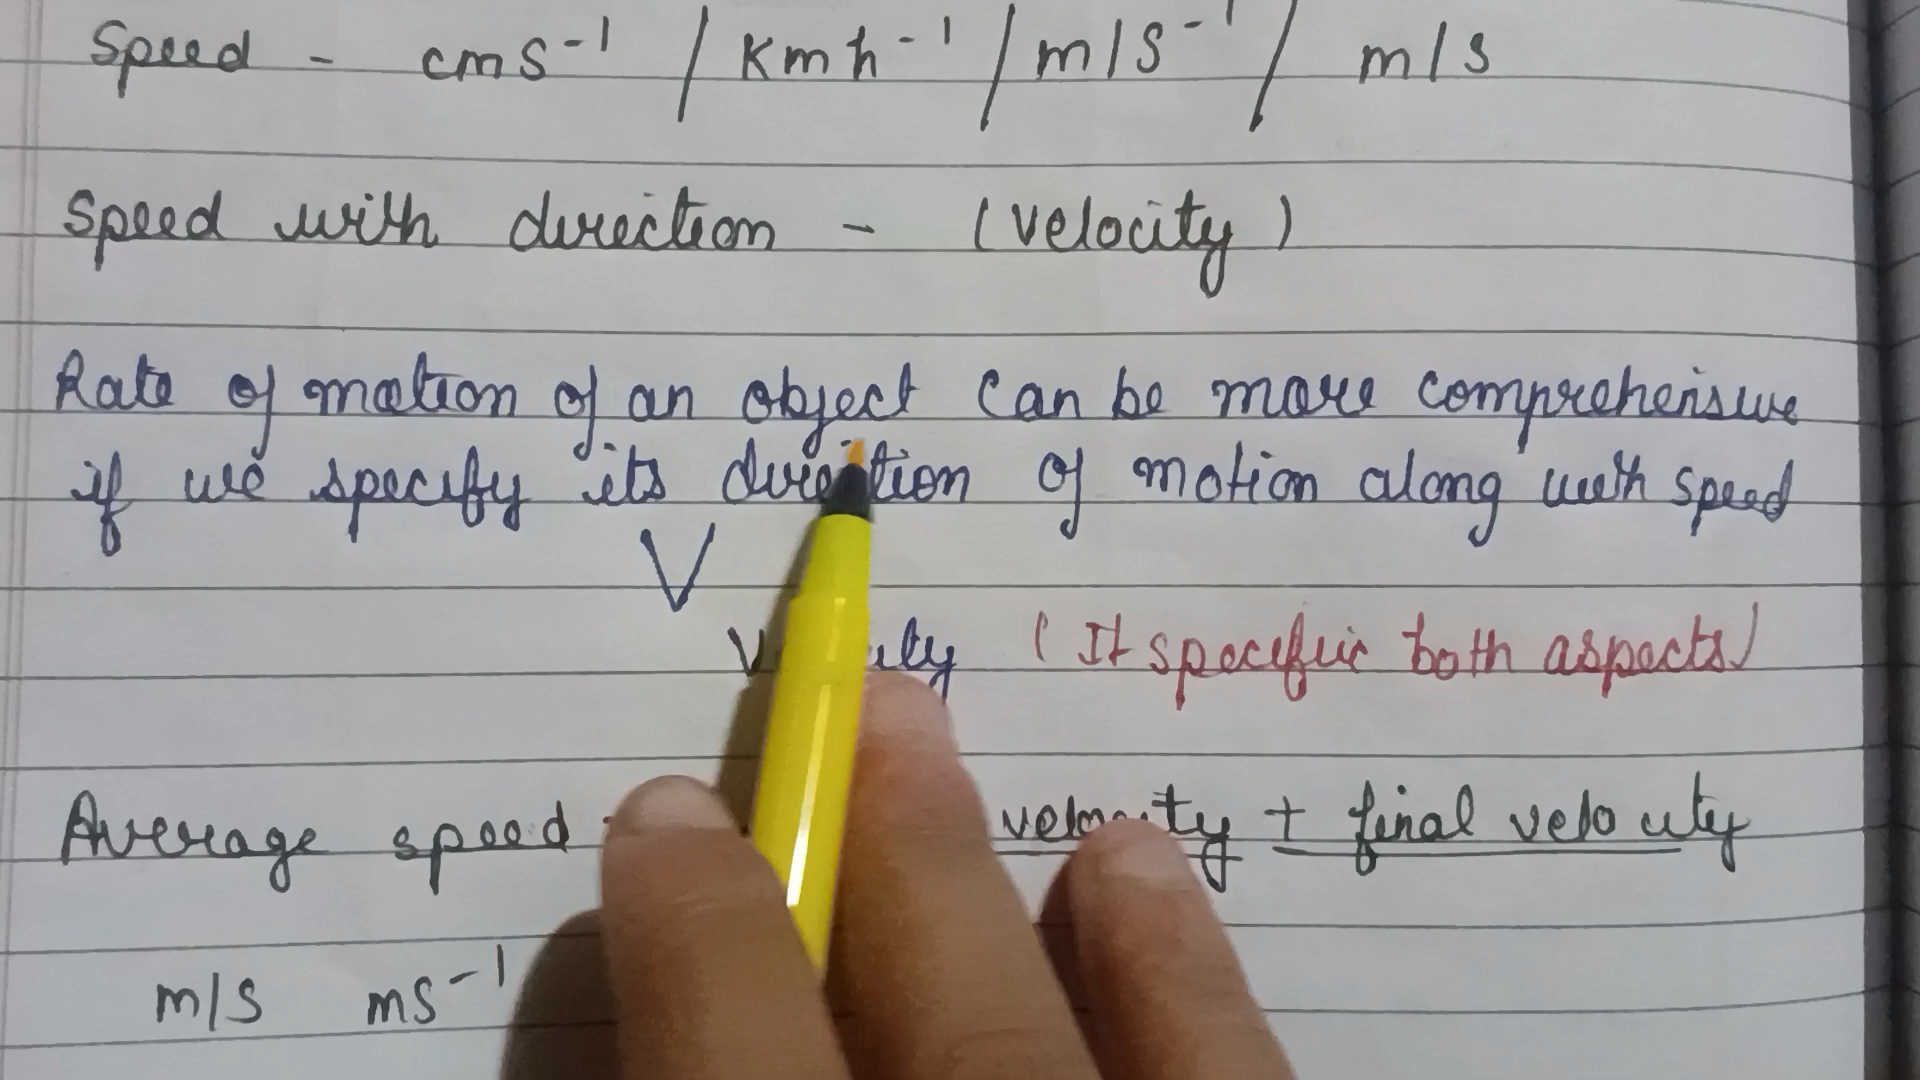 Speed - cms⁻¹ / Kmh⁻¹ / m/s⁻¹ / m/s
Speed with direction - (velocity)
Rate of motion of an object can be more comprehensive
if we specify its direction of motion along with speed
V
(It specific both aspects)
Average speed velocity + final velocity
m/s ms⁻¹